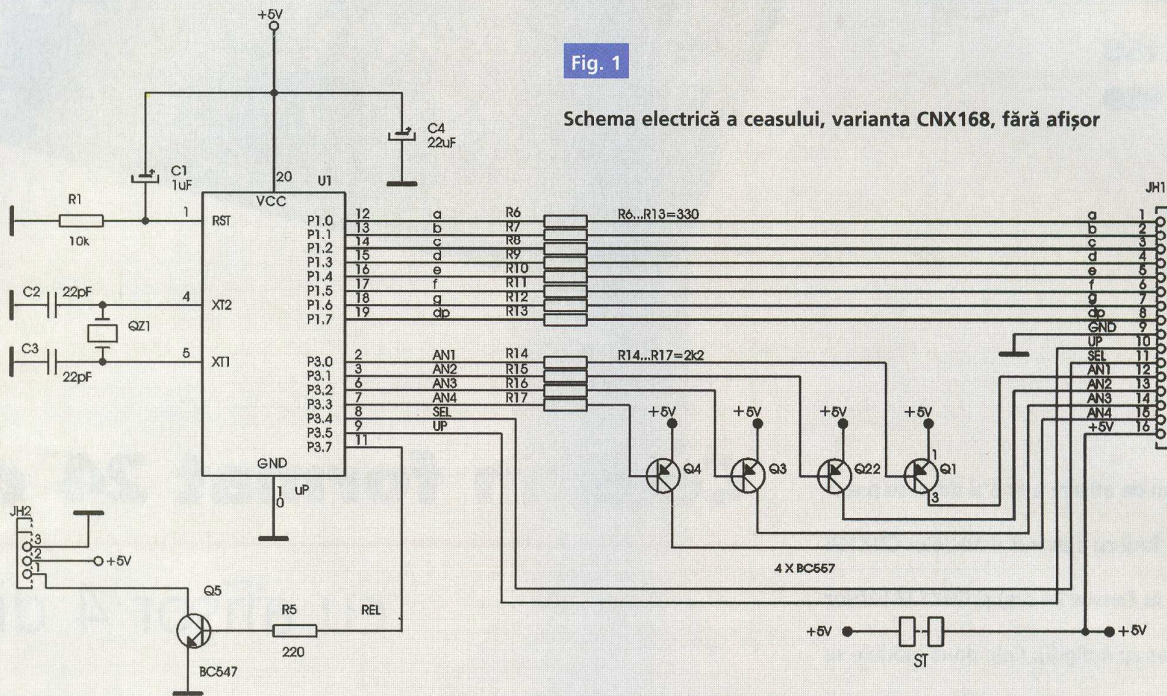 +5V
Fig. 1
Schema electrică a ceasului, varianta CNX168, fără afișor
C4
22uF
C1
1uF
20
VCC
U1
R1
10k
1
RST
C2
22pF
4
XT2
QZ1
C3
22pF
5
XT1
P1.0 12 a R6 R6...R13=330
P1.1 13 b R7
P1.2 14 c R8
P1.3 15 d R9
P1.4 16 e R10
P1.5 17 f R11
P1.6 18 g R12
P1.7 19 dp R13
P3.0 2 AN1 R14 R14...R17=2k2
P3.1 3 AN2 R15
P3.2 6 AN3 R16
P3.3 7 AN4 R17
P3.4 8 SEL
P3.5 9 UP
P3.7 11
GND
10
uP
JH1
a 1
b 2
c 3
d 4
e 5
f 6
g 7
dp 8
GND 9
UP 10
SEL 11
AN1 12
AN2 13
AN3 14
AN4 15
+5V 16
+5V +5V +5V +5V
Q4 Q3 Q22 Q1
1
3
4 X BC557
JH2
3
2
1
+5V
Q5
BC547
R5
220
REL
+5V
ST
+5V